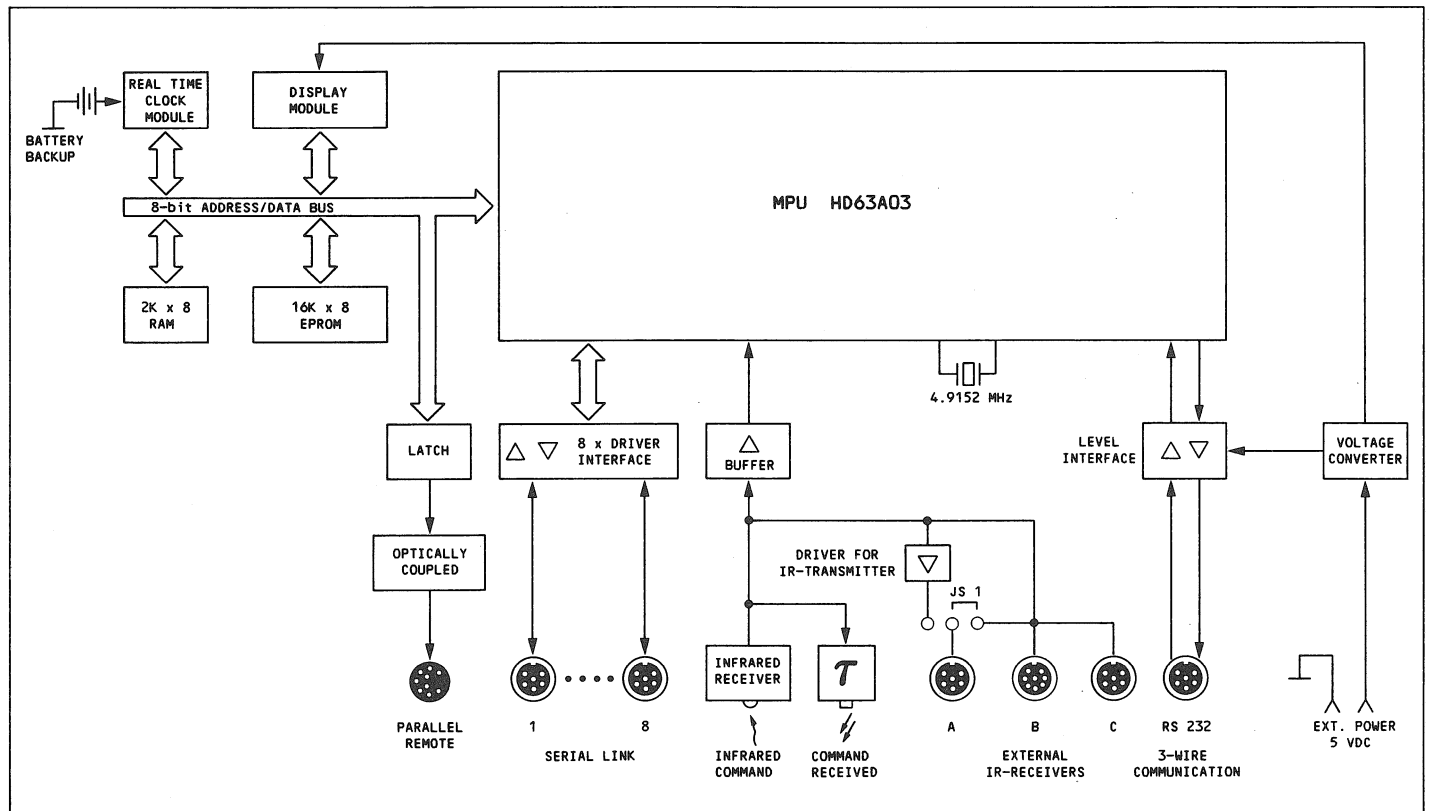 REAL TIME
CLOCK
MODULE
DISPLAY
MODULE
BATTERY
BACKUP
8-bit ADDRESS/DATA BUS
MPU HD63A03
2K x 8
RAM
16K x 8
EPROM
4.9152 MHz
LATCH
8 x DRIVER
INTERFACE
BUFFER
LEVEL
INTERFACE
VOLTAGE
CONVERTER
OPTICALLY
COUPLED
DRIVER FOR
IR-TRANSMITTER
JS 1
INFRARED
RECEIVER
τ
PARALLEL
REMOTE
1
8
SERIAL LINK
INFRARED
COMMAND
COMMAND
RECEIVED
A
B
C
EXTERNAL
IR-RECEIVERS
RS 232
3-WIRE
COMMUNICATION
EXT. POWER
5 VDC